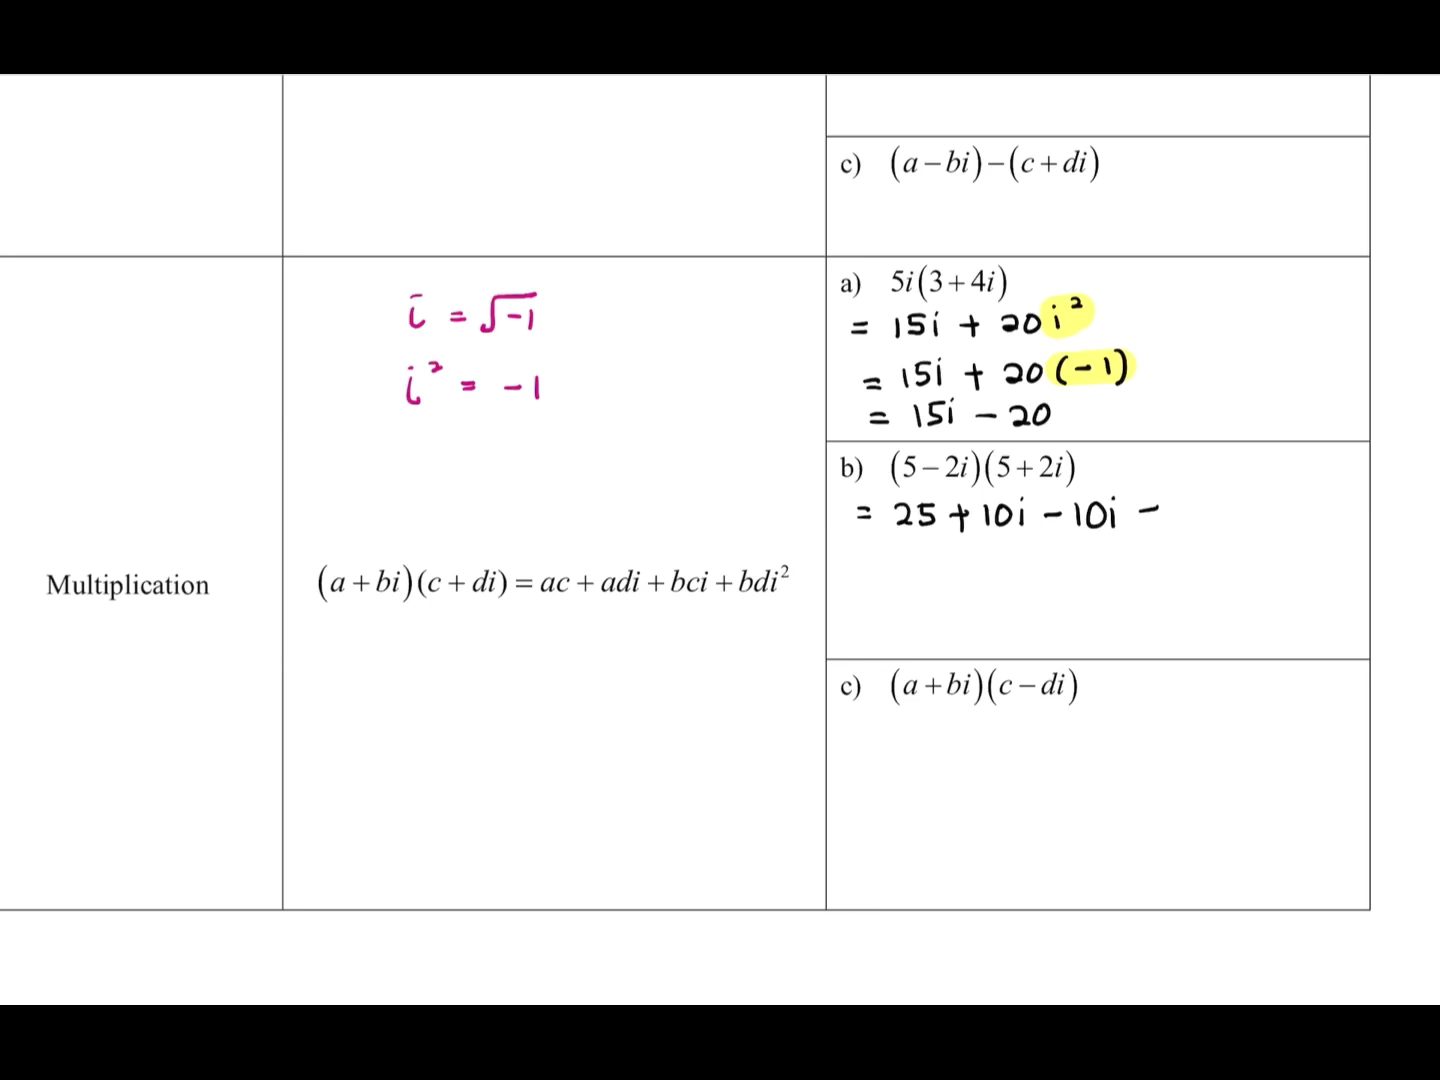 c) (a−bi)−(c+di)
i = √-1
i² = -1
a) 5i(3+4i)
= 15i + 20i²
= 15i + 20(-1)
= 15i - 20
b) (5−2i)(5+2i)
= 25 + 10i - 10i -
Multiplication
(a+bi)(c+di)=ac+adi+bci+bdi²
c) (a+bi)(c−di)